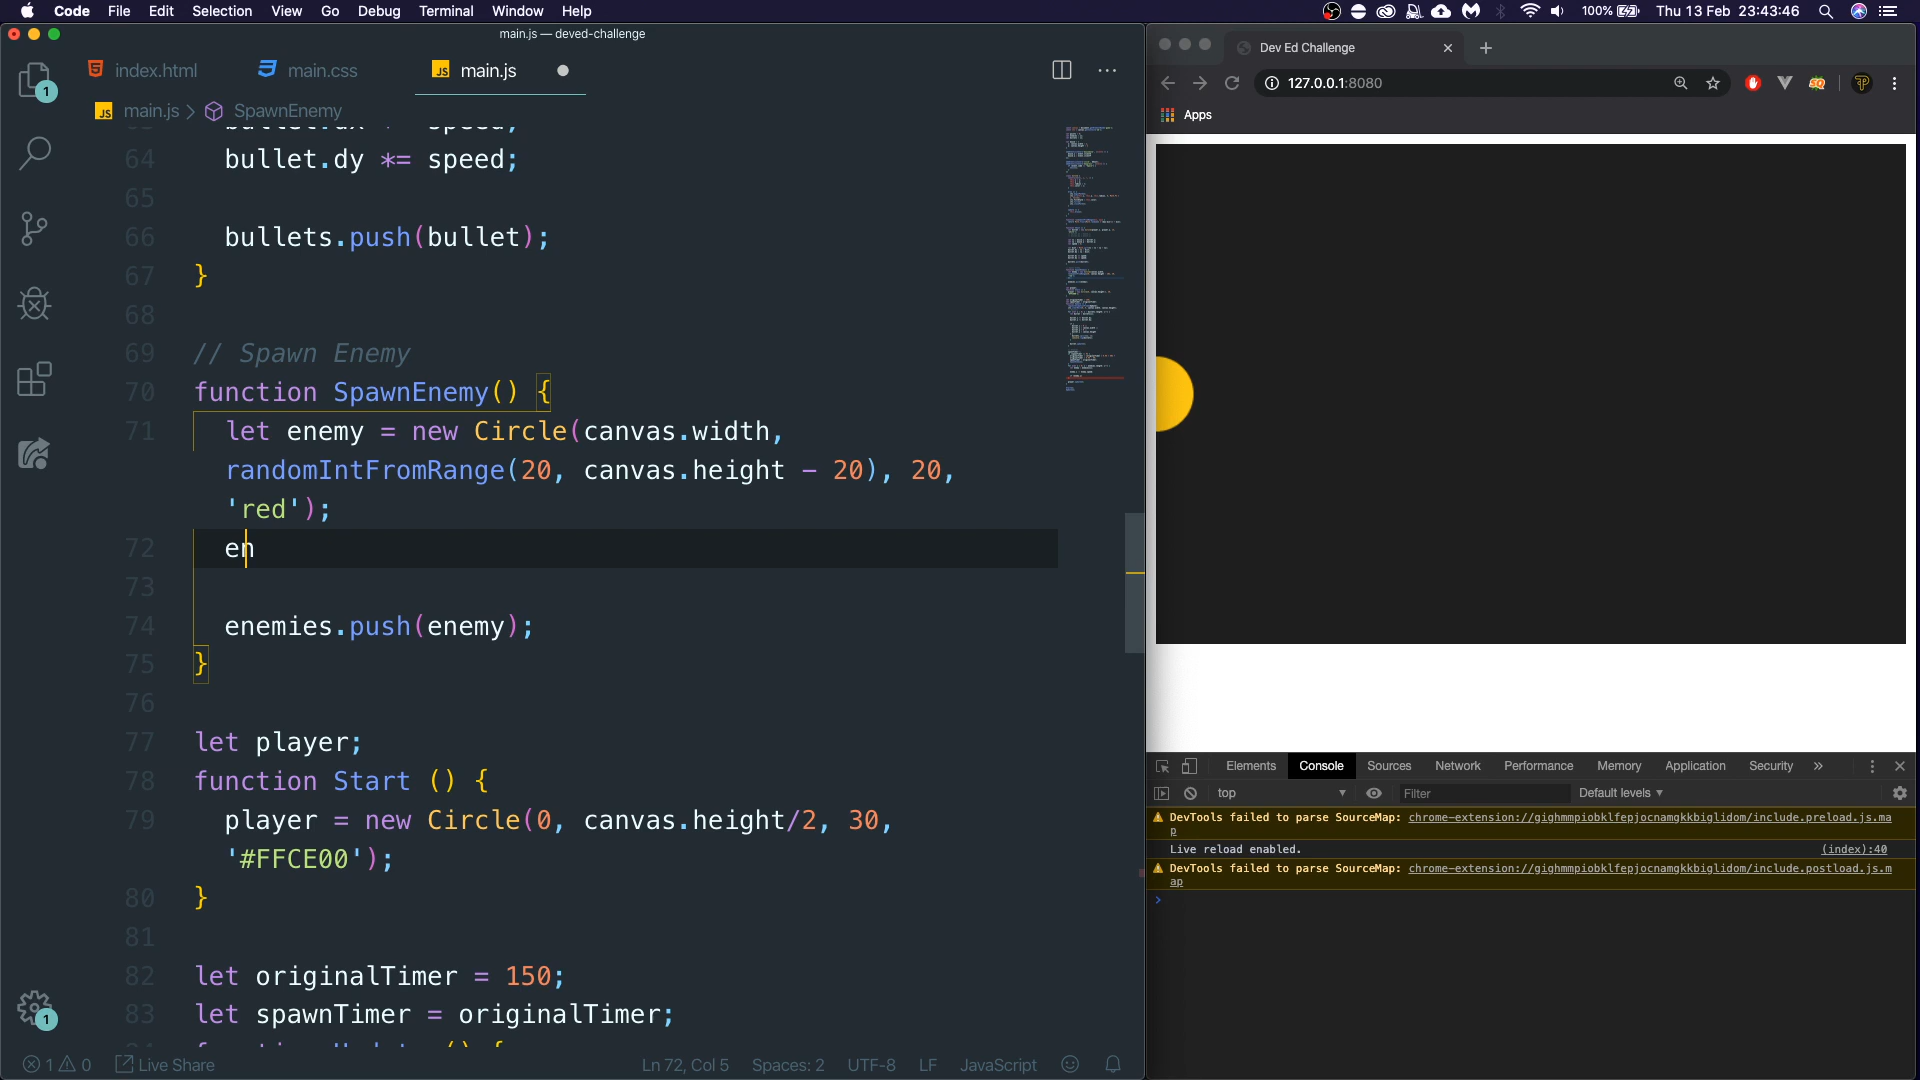 Code File Edit Selection View Go Debug Terminal Window Help
100% Thu 13 Feb 23:43:46
main.js — deved-challenge
index.html main.css JS main.js
JS main.js > SpawnEnemy
64 bullet.dy *= speed;
65
66 bullets.push(bullet);
67 }
68
69 // Spawn Enemy
70 function SpawnEnemy() {
71 let enemy = new Circle(canvas.width,
randomIntFromRange(20, canvas.height - 20), 20,
'red');
72 en
73
74 enemies.push(enemy);
75 }
76
77 let player;
78 function Start () {
79 player = new Circle(0, canvas.height/2, 30,
'#FFCE00');
80 }
81
82 let originalTimer = 150;
83 let spawnTimer = originalTimer;
1
1
1 0 Live Share Ln 72, Col 5 Spaces: 2 UTF-8 LF JavaScript
Dev Ed Challenge
127.0.0.1:8080
Apps
Elements Console Sources Network Performance Memory Application Security »
top Filter Default levels
DevTools failed to parse SourceMap: chrome-extension://gighmmpiobklfepjocnamgkkbiglidom/include.preload.js.ma
p
Live reload enabled. (index):40
DevTools failed to parse SourceMap: chrome-extension://gighmmpiobklfepjocnamgkkbiglidom/include.postload.js.m
ap
>